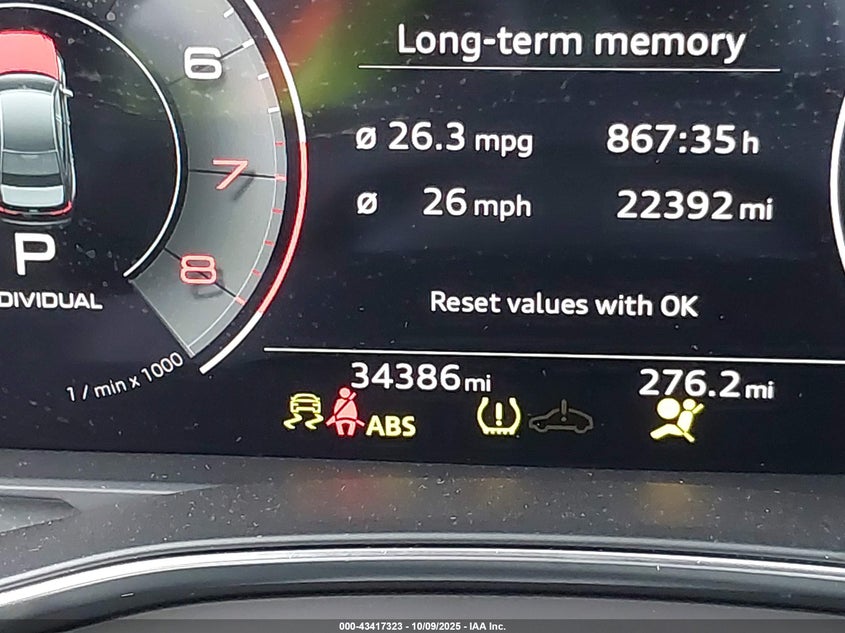 Long-term memory
6
ø 26.3 mpg 867:35 h
7
ø 26 mph 22392 mi
P
8
DIVIDUAL
Reset values with OK
1 / min x 1000
34386 mi 276.2 mi
ABS
000-43417323 - 10/09/2025 - IAA Inc.